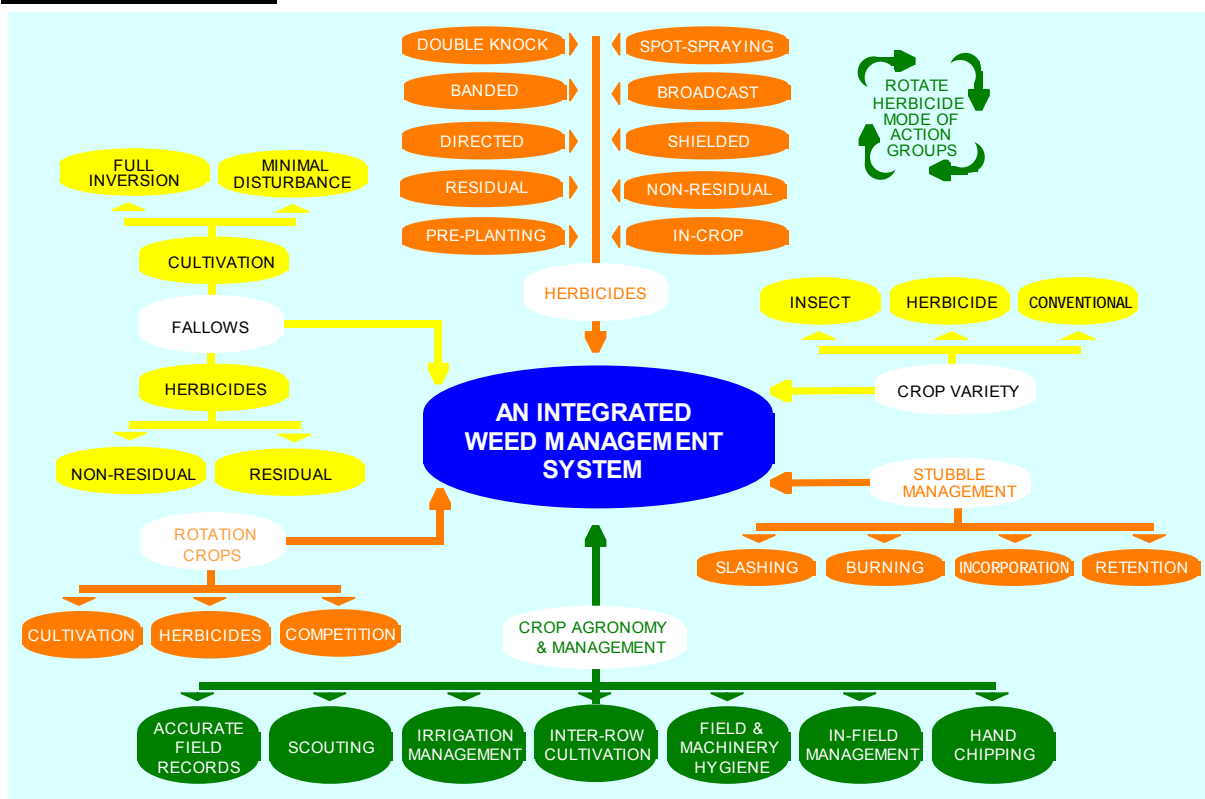 DOUBLE KNOCK
SPOT-SPRAYING
BANDED
BROADCAST
DIRECTED
SHIELDED
RESIDUAL
NON-RESIDUAL
PRE-PLANTING
IN-CROP
HERBICIDES
ROTATE
HERBICIDE
MODE OF
ACTION
GROUPS
FULL
INVERSION
MINIMAL
DISTURBANCE
CULTIVATION
FALLOWS
HERBICIDES
NON-RESIDUAL
RESIDUAL
INSECT
HERBICIDE
CONVENTIONAL
CROP VARIETY
AN INTEGRATED
WEED MANAGEMENT
SYSTEM
STUBBLE
MANAGEMENT
SLASHING
BURNING
INCORPORATION
RETENTION
ROTATION
CROPS
CULTIVATION
HERBICIDES
COMPETITION
CROP AGRONOMY
& MANAGEMENT
ACCURATE
FIELD
RECORDS
SCOUTING
IRRIGATION
MANAGEMENT
INTER-ROW
CULTIVATION
FIELD &
MACHINERY
HYGIENE
IN-FIELD
MANAGEMENT
HAND
CHIPPING